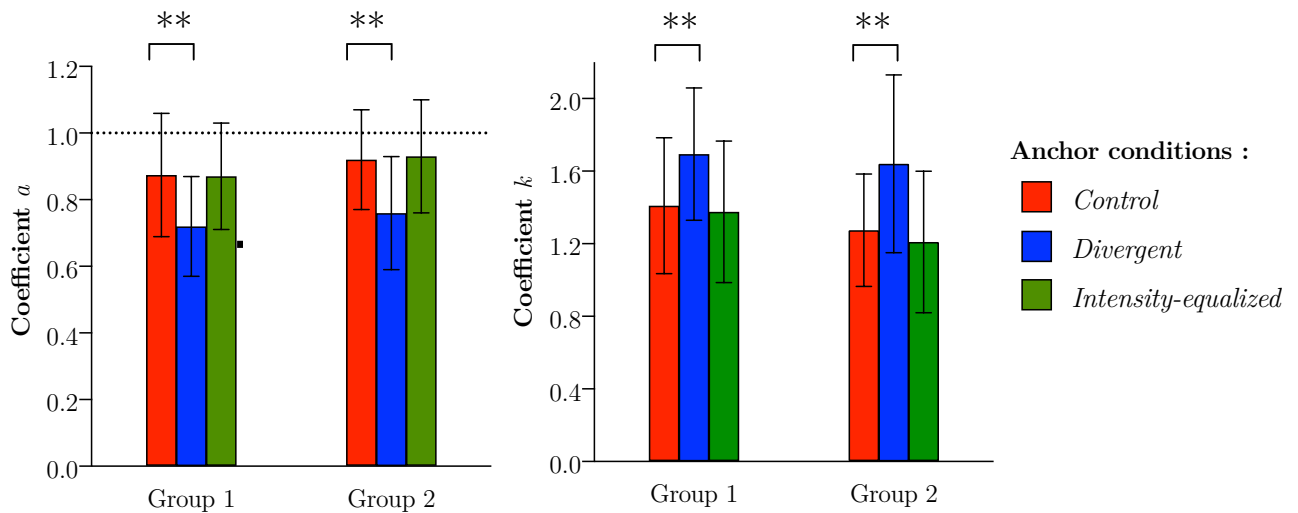 **
**
1.2
1.0
0.8
0.6
0.4
0.2
0.0
Coefficient a
Group 1
Group 2
**
**
2.0
1.6
1.2
0.8
0.4
0.0
Coefficient k
Group 1
Group 2
Anchor conditions :
Control
Divergent
Intensity-equalized